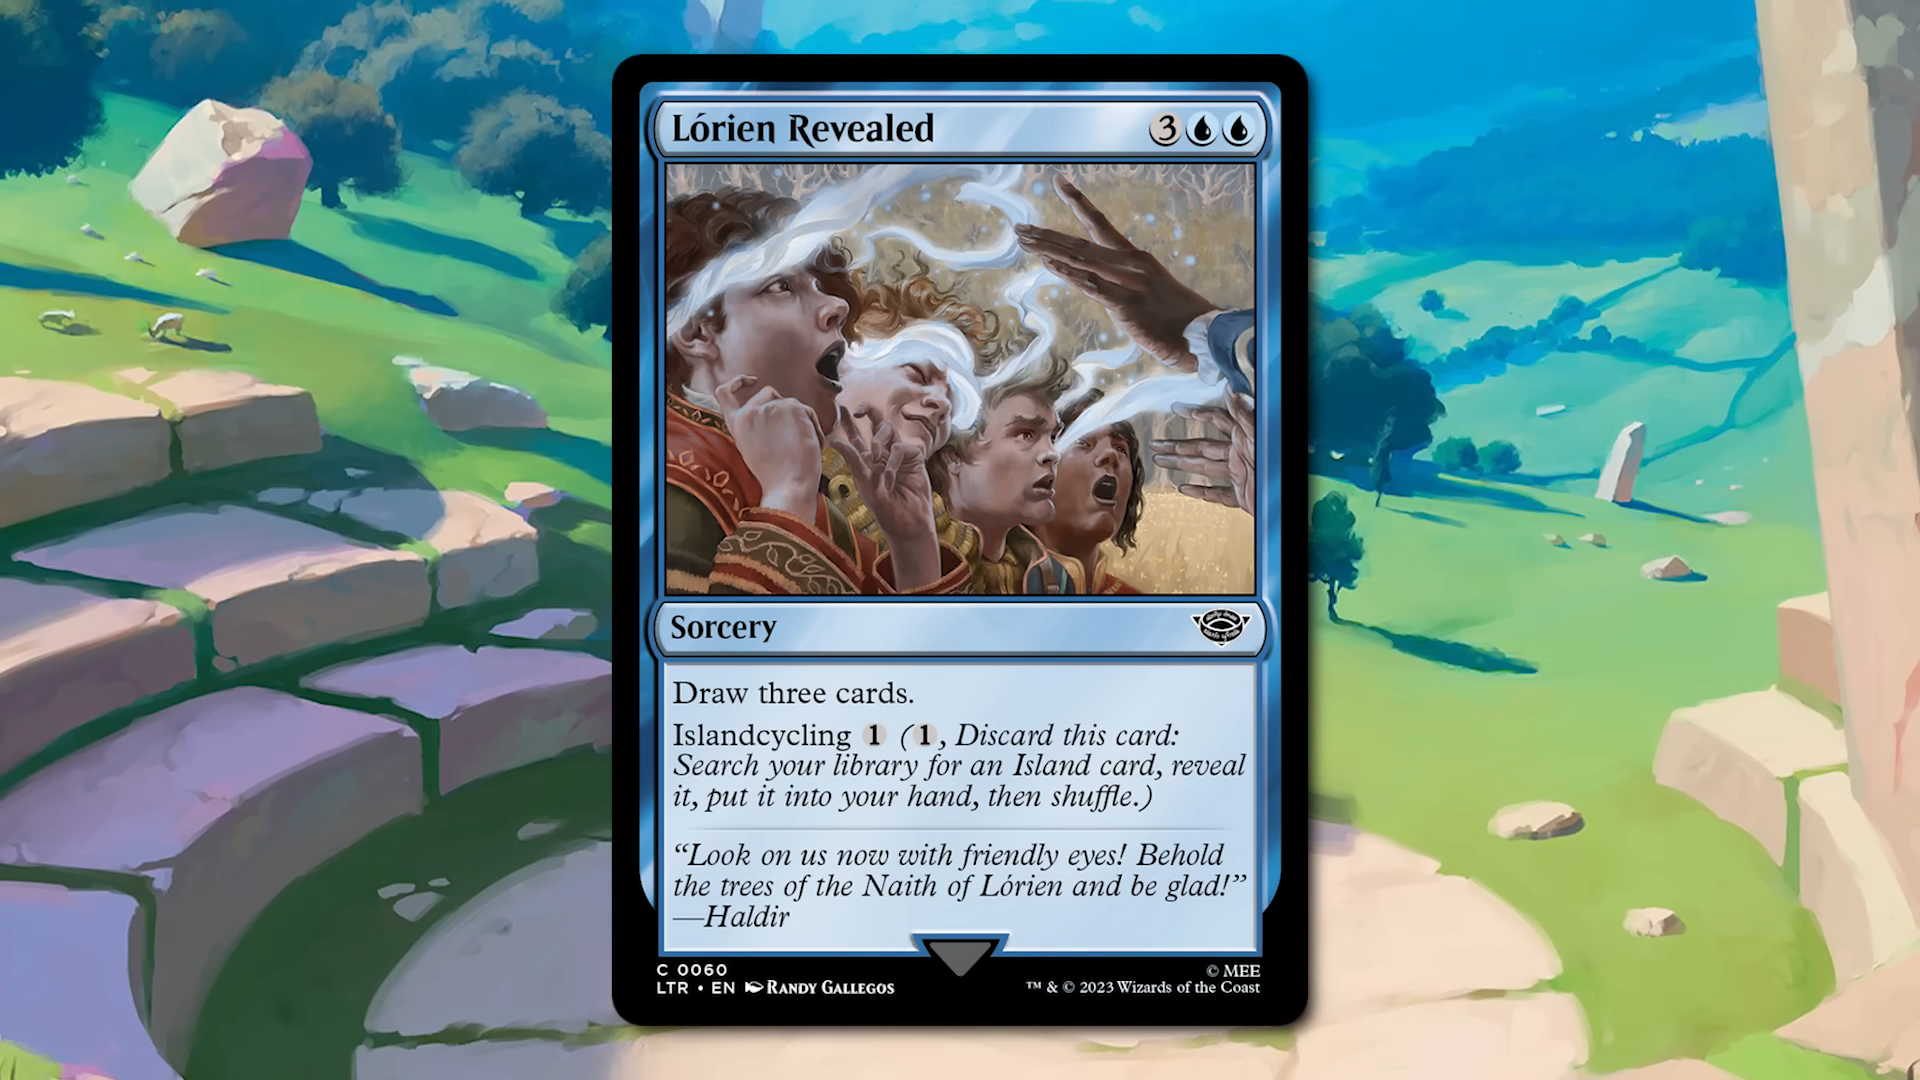 Lórien Revealed 3
Sorcery
Draw three cards.
Islandcycling 1 (1, Discard this card:
Search your library for an Island card, reveal
it, put it into your hand, then shuffle.)
“Look on us now with friendly eyes! Behold
the trees of the Naith of Lórien and be glad!”
—Haldir
C 0060
LTR • EN Randy Gallegos
© MEE
™ & © 2023 Wizards of the Coast